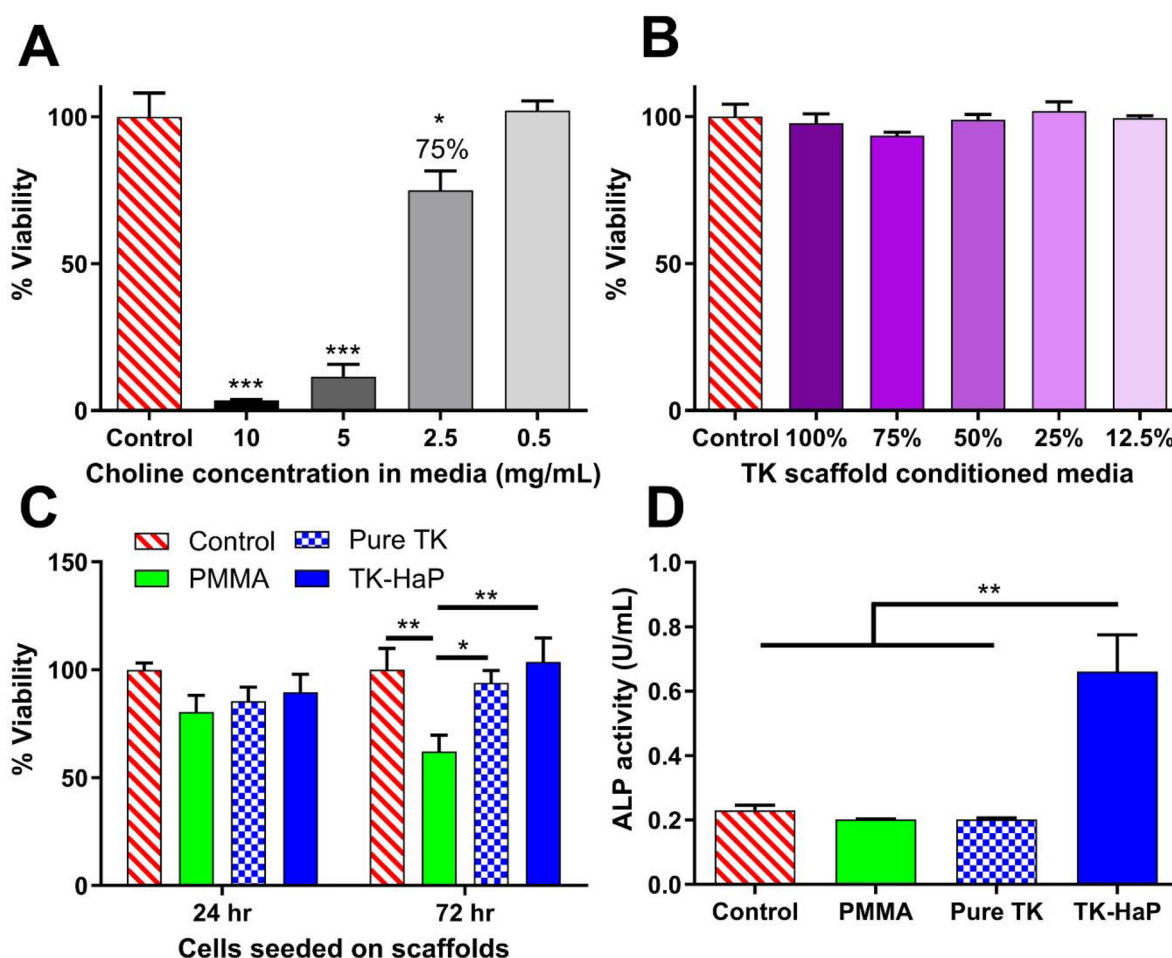 A
% Viability
100
50
0
***
***
*
75%
Control 10 5 2.5 0.5
Choline concentration in media (mg/mL)
B
% Viability
100
50
0
Control 100% 75% 50% 25% 12.5%
TK scaffold conditioned media
C
Control Pure TK
PMMA TK-HaP
% Viability
150
100
50
0
**
**
*
24 hr 72 hr
Cells seeded on scaffolds
D
ALP activity (U/mL)
1.0
0.8
0.6
0.4
0.2
0.0
**
Control PMMA Pure TK TK-HaP